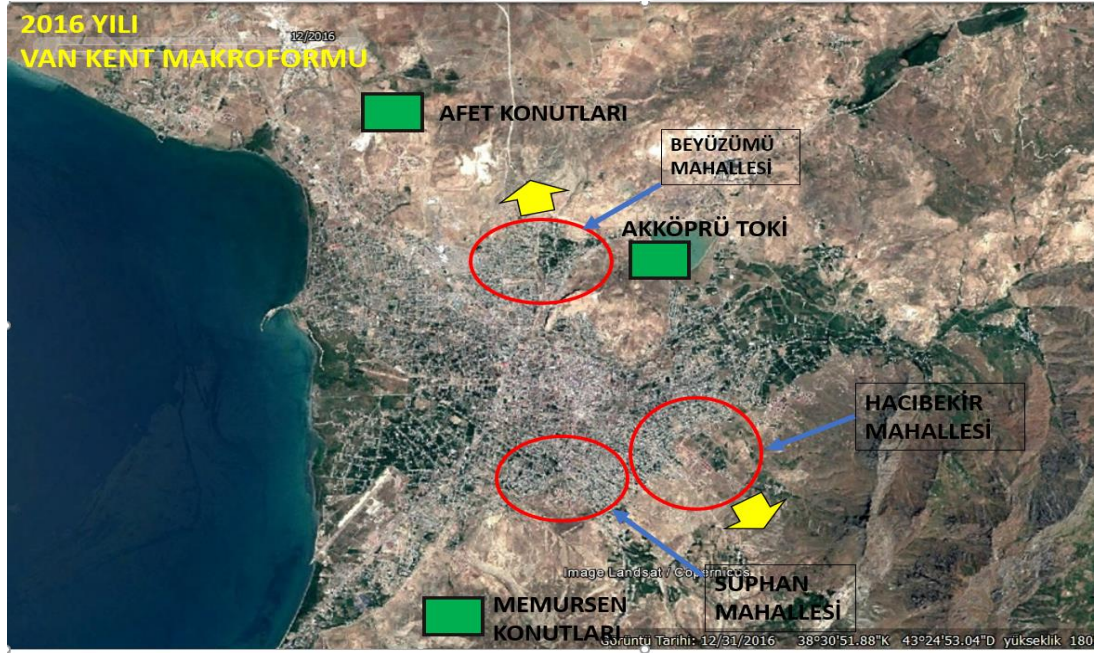 2016 YILI
VAN KENT MAKROFORMU
12/2016
AFET KONUTLARI
BEYÜZÜMÜ
MAHALLESİ
AKKÖPRÜ TOKİ
HACIBEKİR
MAHALLESİ
Image Landsat / Copernicus
SUPHAN
MAHALLESİ
MEMURSEN
KONUTLARI
Görüntü Tarihi: 12/31/2016 38°30'51.88"K 43°24'53.04"D yükseklik 180